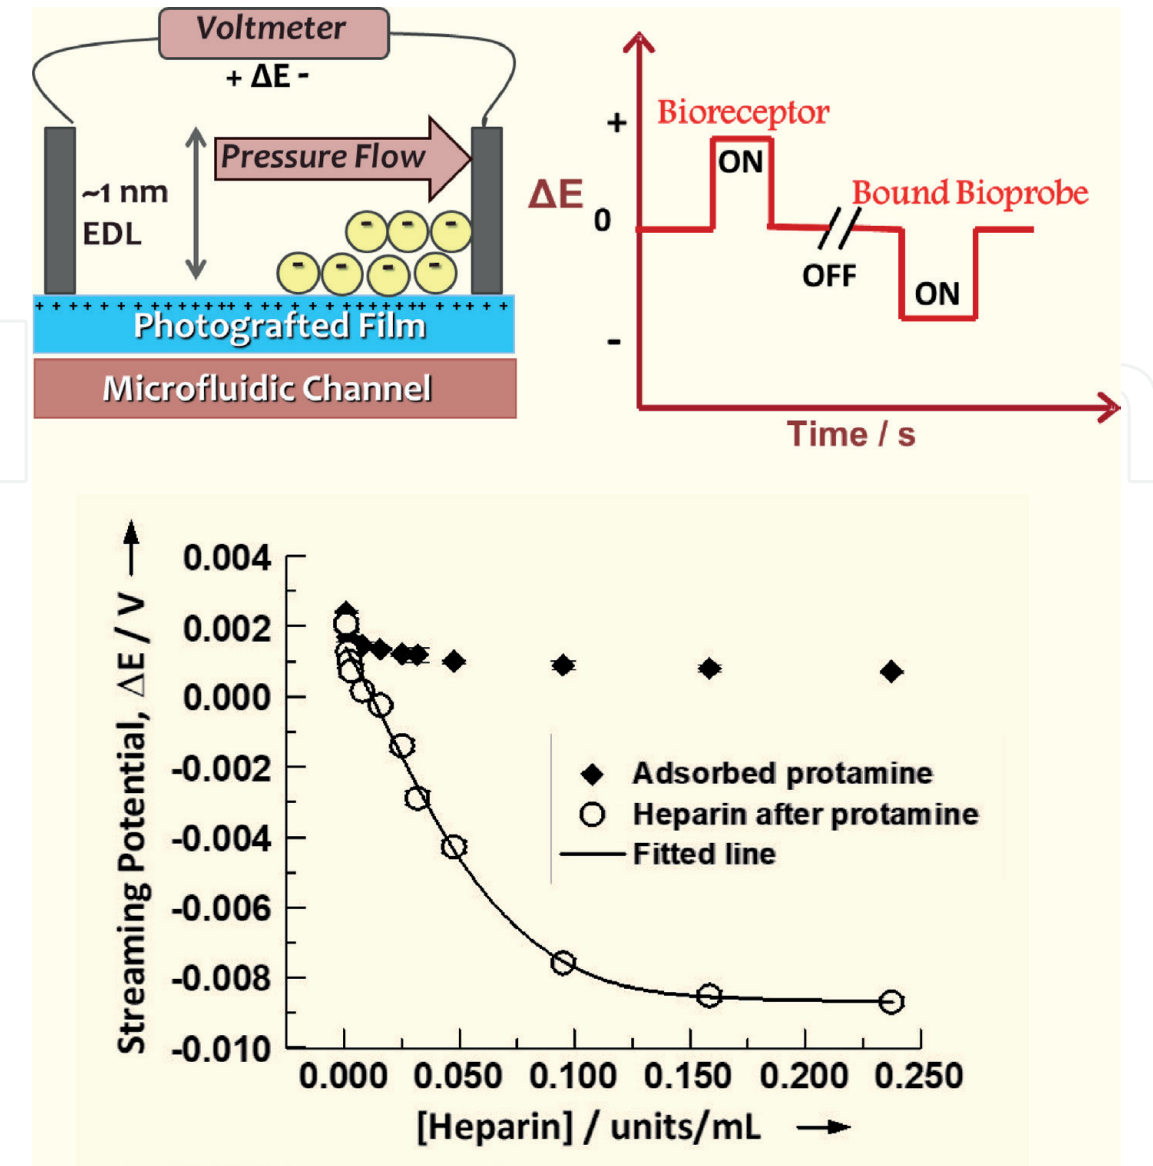 Voltmeter
+ ΔE -
Pressure Flow
~1 nm
EDL
- - -
- - - -
+ + + + + + + + + + + + + + + + + + + + + + + + + + + + + +
Photografted Film
Microfluidic Channel
+
Bioreceptor
ON
ΔE
0
Bound Bioprobe
OFF
ON
-
Time / s
Streaming Potential, ΔE / V
0.004
0.002
0.000
-0.002
-0.004
-0.006
-0.008
-0.010
Adsorbed protamine
Heparin after protamine
Fitted line
0.000 0.050 0.100 0.150 0.200 0.250
[Heparin] / units/mL